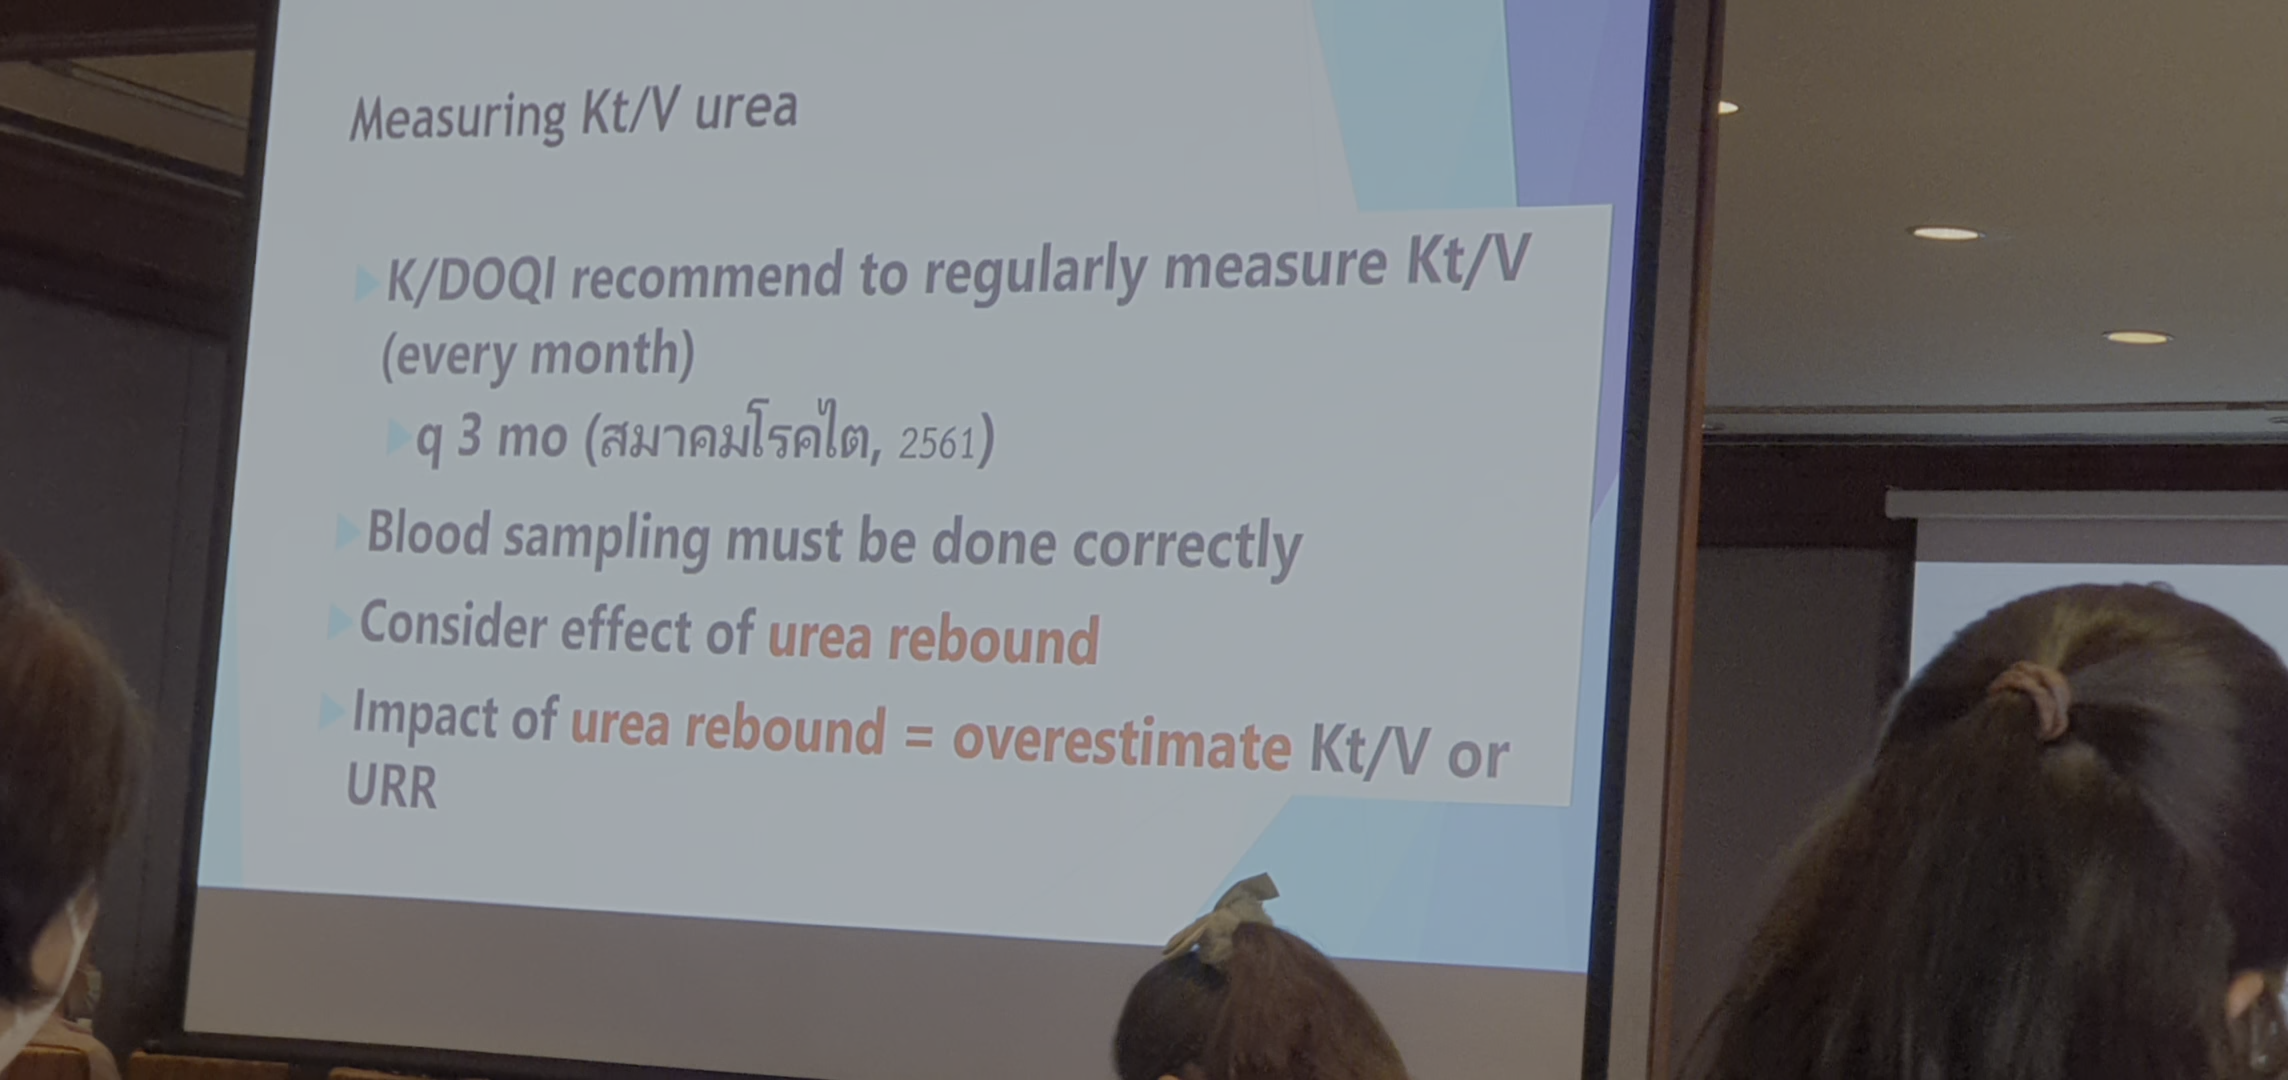 Measuring Kt/V urea
K/DOQI recommend to regularly measure Kt/V
(every month)
q 3 mo (สมาคมโรคไต, 2561)
Blood sampling must be done correctly
Consider effect of urea rebound
Impact of urea rebound = overestimate Kt/V or
URR